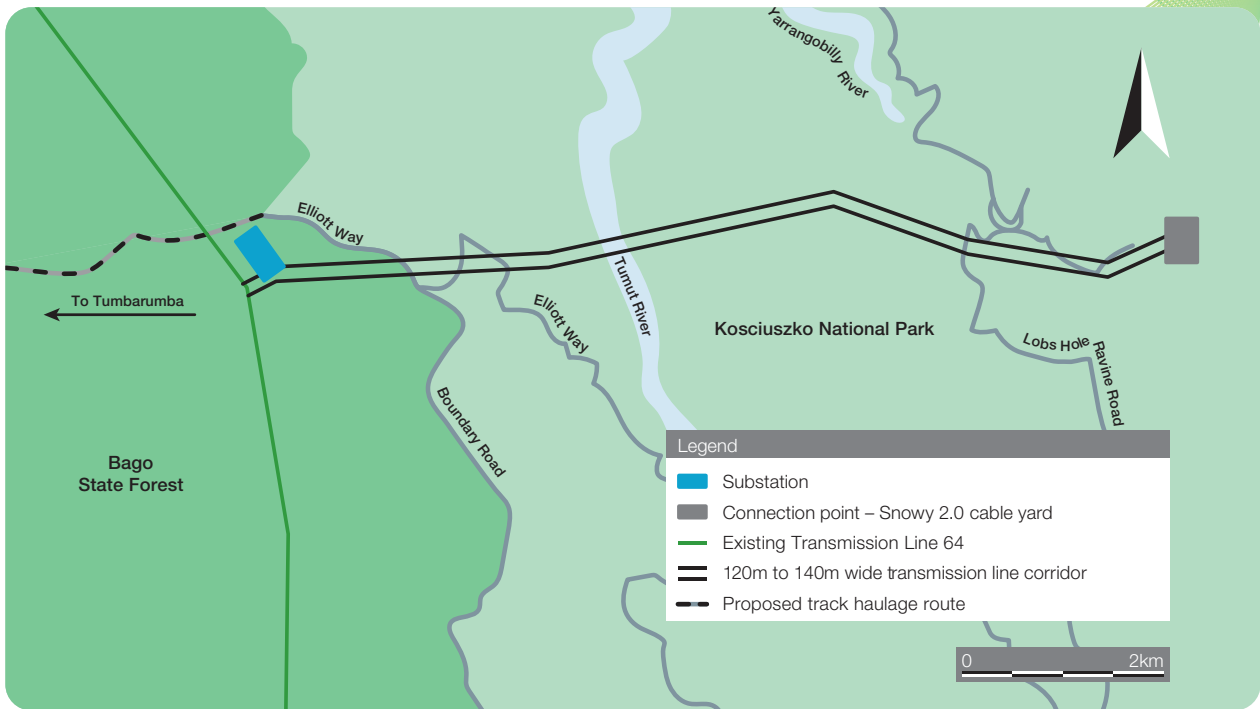 Yarrangobilly
River
Elliott Way
To Tumbarumba
Tumut River
Elliott Way
Kosciuszko National Park
Lobs Hole Ravine Road
Boundary Road
Bago
State Forest
Legend
Substation
Connection point – Snowy 2.0 cable yard
Existing Transmission Line 64
120m to 140m wide transmission line corridor
Proposed track haulage route
0 2km